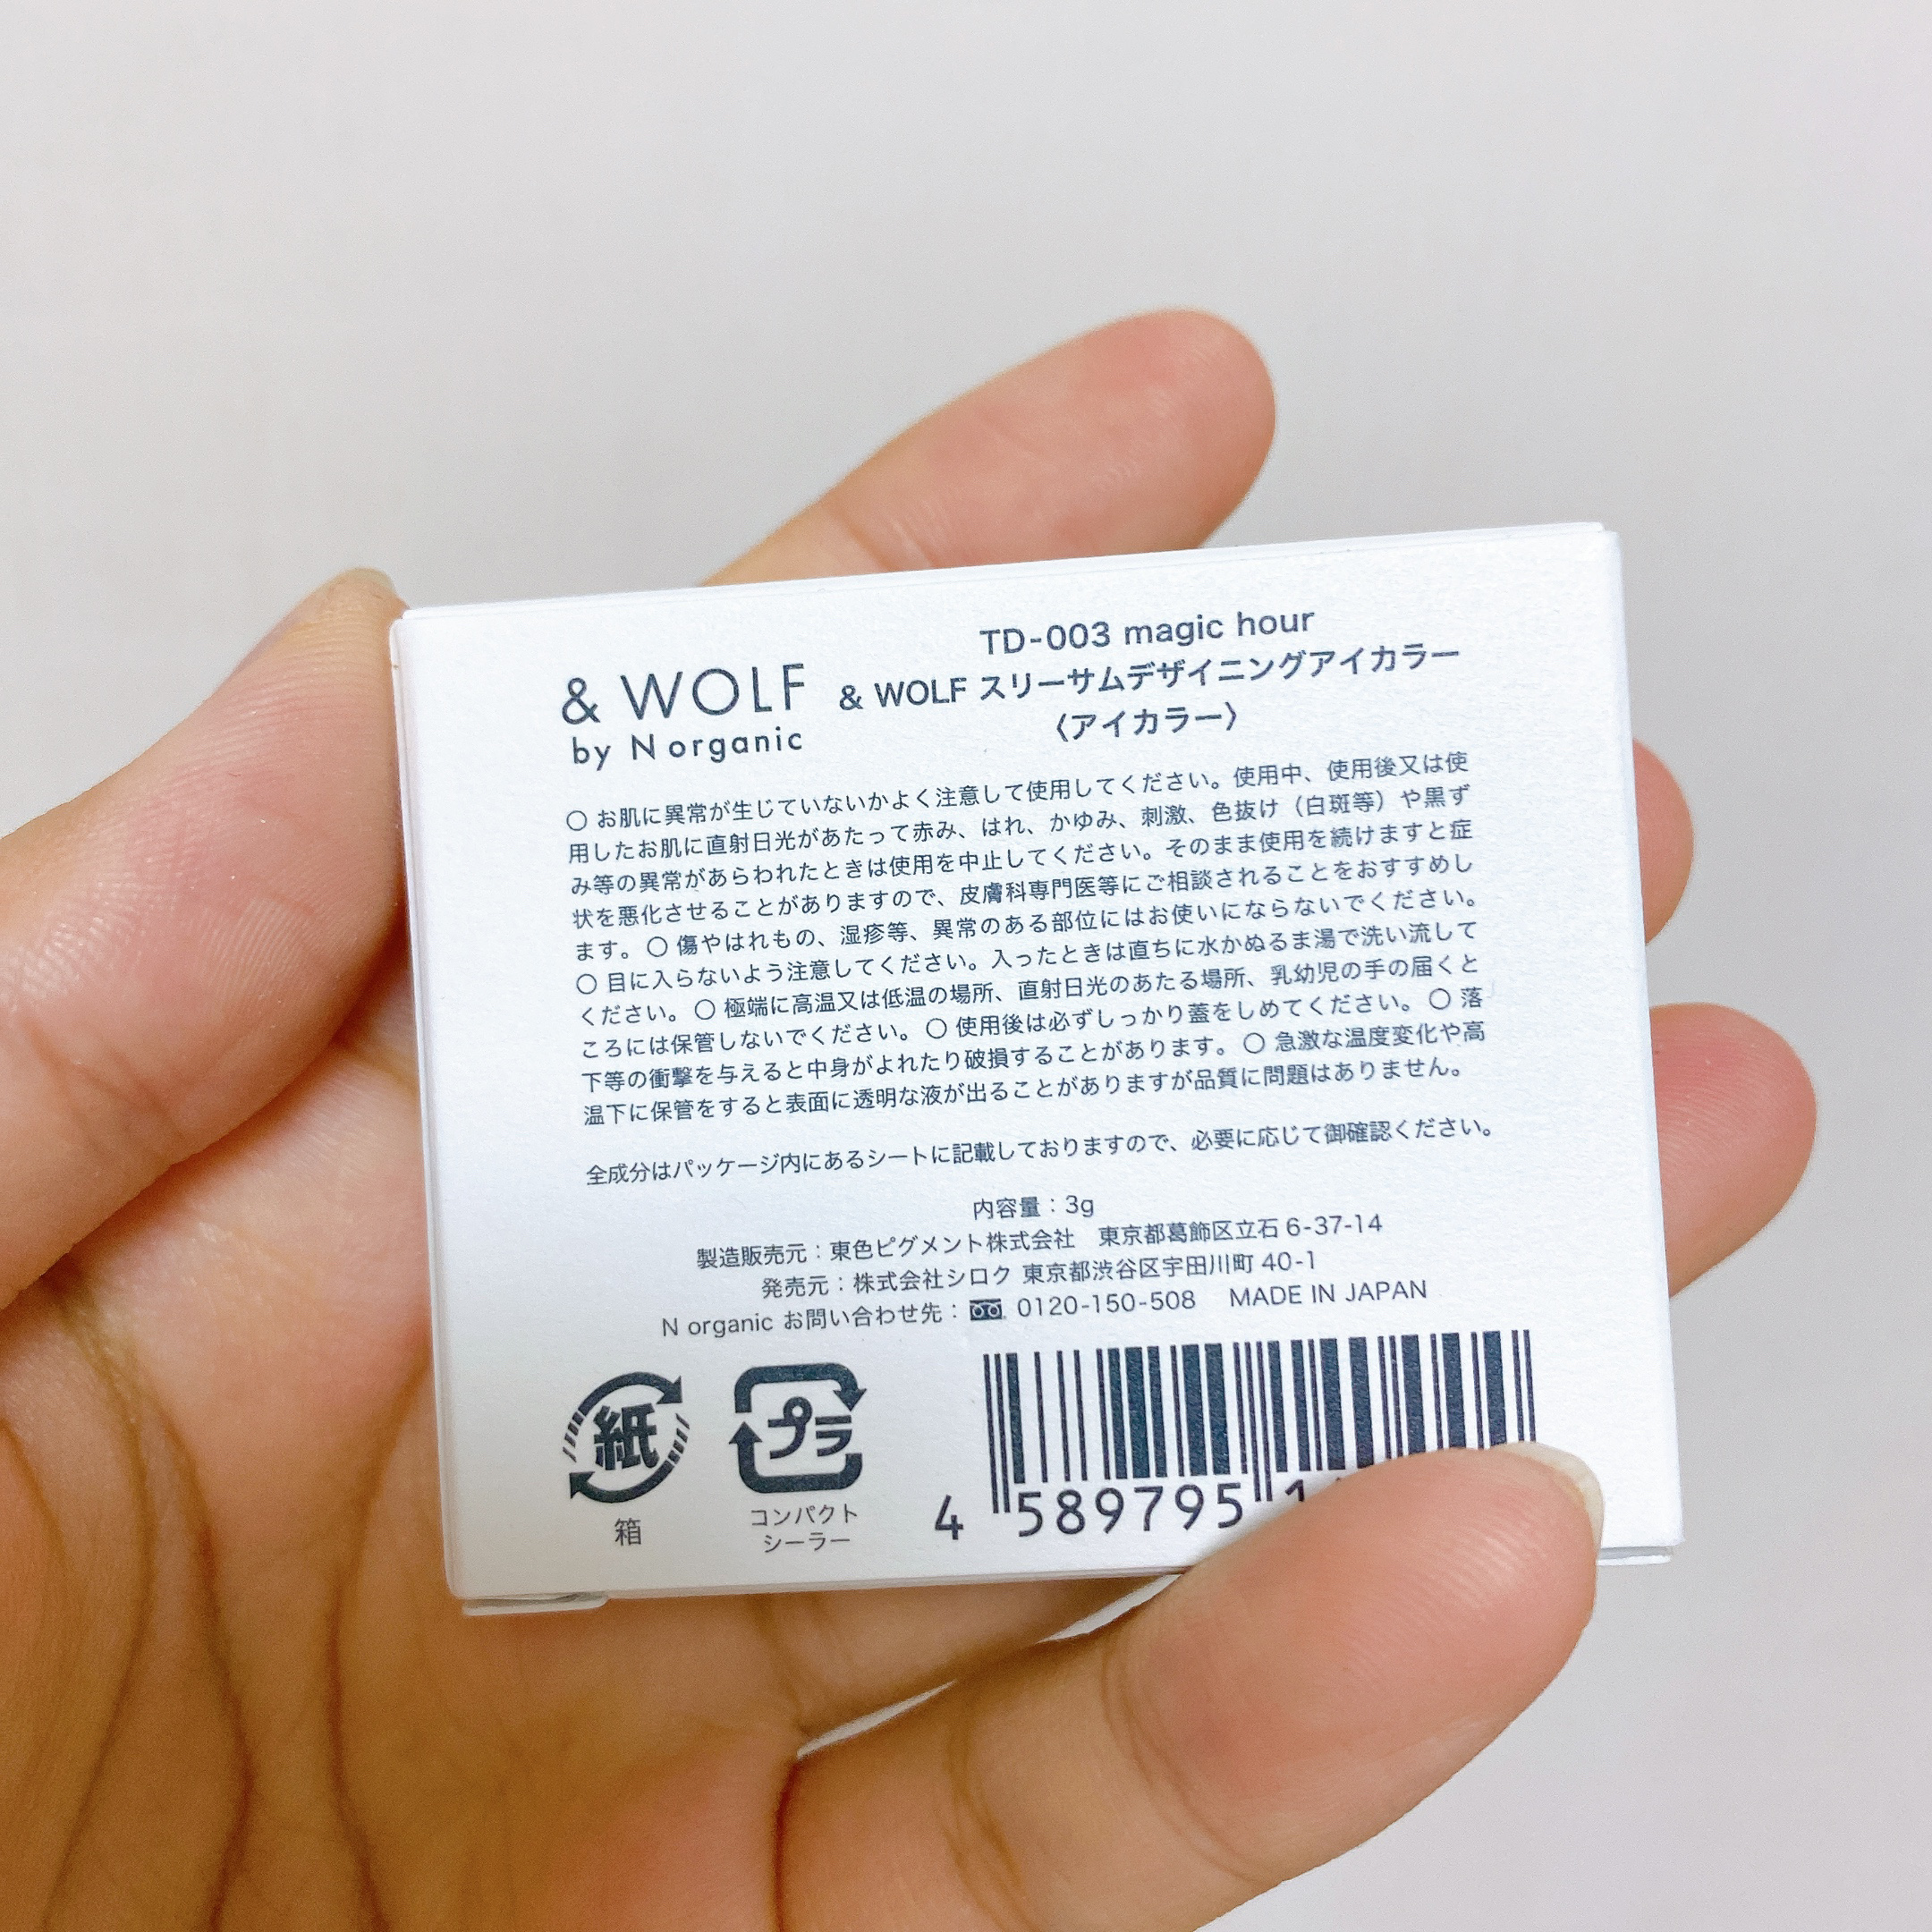 TD-003 magic hour
& WOLF
by N organic
& WOLF スリーサムデザイニングアイカラー
〈アイカラー〉
〇 お肌に異常が生じていないかよく注意して使用してください。使用中、使用後又は使
用したお肌に直射日光があたって赤み、はれ、かゆみ、刺激、色抜け（白斑等）や黒ず
み等の異常があらわれたときは使用を中止してください。そのまま使用を続けますと症
状を悪化させることがありますので、皮膚科専門医等にご相談されることをおすすめし
ます。〇 傷やはれもの、湿疹等、異常のある部位にはお使いにならないでください。
〇 目に入らないよう注意してください。入ったときは直ちに水かぬるま湯で洗い流して
ください。〇 極端に高温又は低温の場所、直射日光のあたる場所、乳幼児の手の届くと
ころには保管しないでください。〇 使用後は必ずしっかり蓋をしめてください。〇 落
下等の衝撃を与えると中身がよれたり破損することがあります。〇 急激な温度変化や高
温下に保管をすると表面に透明な液が出ることがありますが品質に問題はありません。
全成分はパッケージ内にあるシートに記載しておりますので、必要に応じて御確認ください。
内容量：3g
製造販売元：東色ピグメント株式会社　東京都葛飾区立石 6-37-14
発売元：株式会社シロク 東京都渋谷区宇田川町 40-1
N organic お問い合わせ先： 0120-150-508　MADE IN JAPAN
紙
箱
プラ
コンパクト
シーラー
4 589795 1